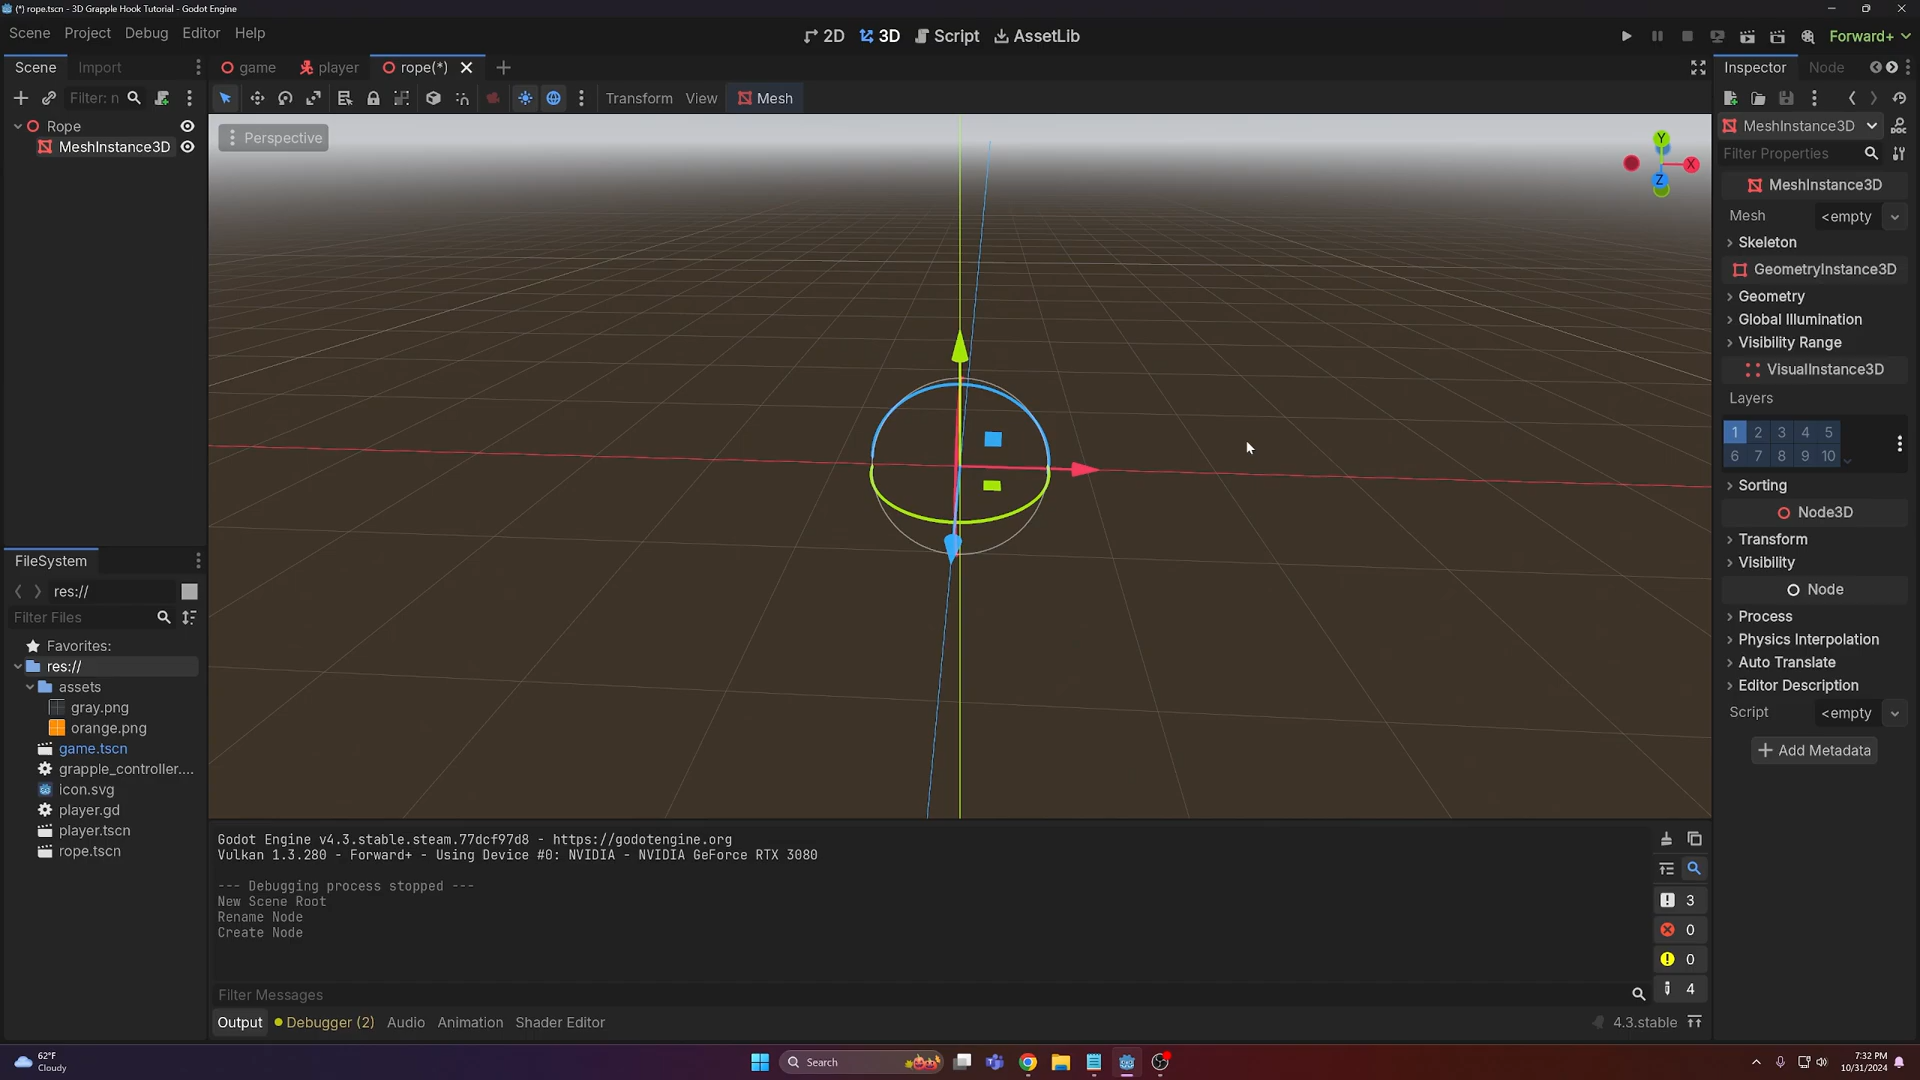 (*) rope.tscn - 3D Grapple Hook Tutorial - Godot Engine
Scene Project Debug Editor Help
2D 3D Script AssetLib
Forward+
Scene Import
game player rope(*)
Inspector Node
Filter: n
Transform View Mesh
Rope
MeshInstance3D
Perspective
Y
X
Z
MeshInstance3D
Filter Properties
MeshInstance3D
Mesh <empty
Skeleton
GeometryInstance3D
Geometry
Global Illumination
Visibility Range
VisualInstance3D
Layers
1 2 3 4 5
6 7 8 9 10
Sorting
Node3D
Transform
Visibility
Node
Process
Physics Interpolation
Auto Translate
Editor Description
Script <empty
Add Metadata
FileSystem
res://
Filter Files
Favorites:
res://
assets
gray.png
orange.png
game.tscn
grapple_controller....
icon.svg
player.gd
player.tscn
rope.tscn
Godot Engine v4.3.stable.steam.77dcf97d8 - https://godotengine.org
Vulkan 1.3.280 - Forward+ - Using Device #0: NVIDIA - NVIDIA GeForce RTX 3080
--- Debugging process stopped ---
New Scene Root
Rename Node
Create Node
3
0
0
4
Filter Messages
Output Debugger (2) Audio Animation Shader Editor
4.3.stable
62°F
Cloudy
Search
7:32 PM
10/31/2024